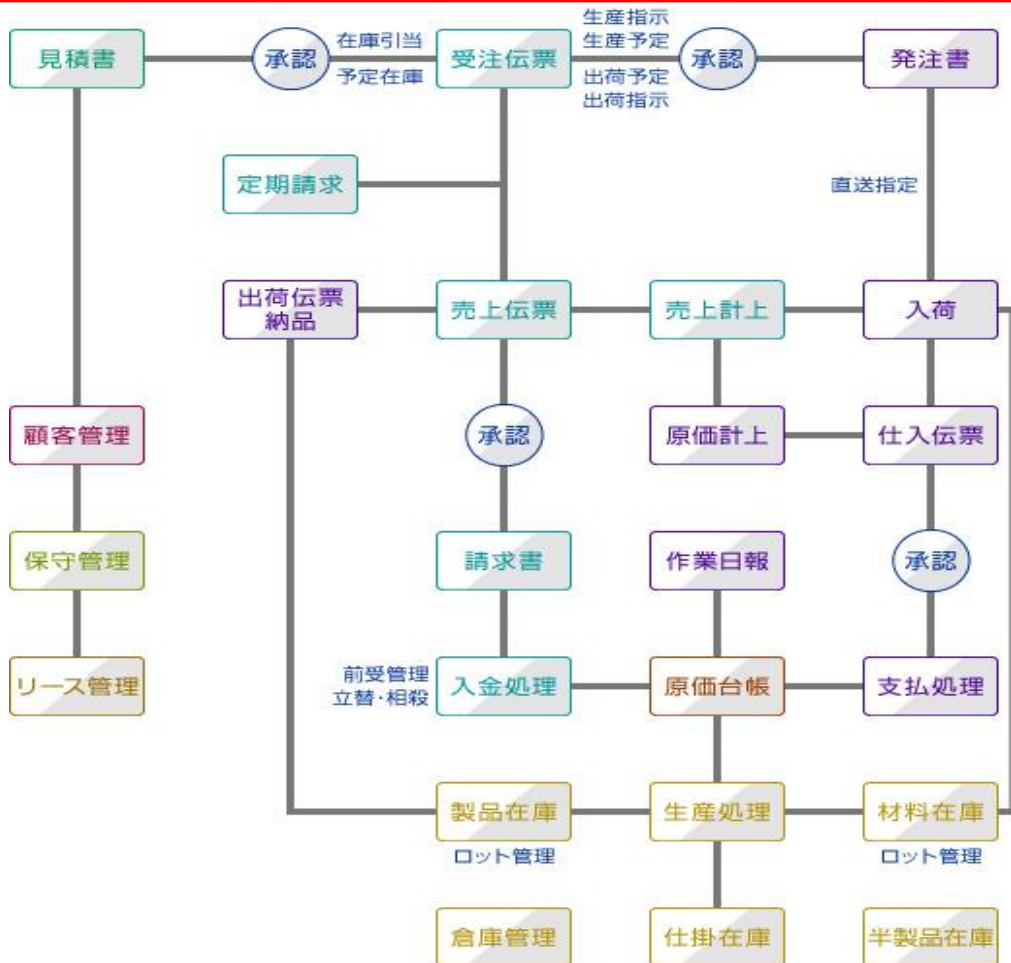 見積書
承認
在庫引当
予定在庫
受注伝票
生産指示
生産予定
出荷予定
出荷指示
承認
発注書
定期請求
直送指定
出荷伝票
納品
売上伝票
売上計上
入荷
顧客管理
承認
原価計上
仕入伝票
保守管理
請求書
作業日報
承認
リース管理
前受管理
立替・相殺
入金処理
原価台帳
支払処理
製品在庫
生産処理
材料在庫
ロット管理
ロット管理
倉庫管理
仕掛在庫
半製品在庫